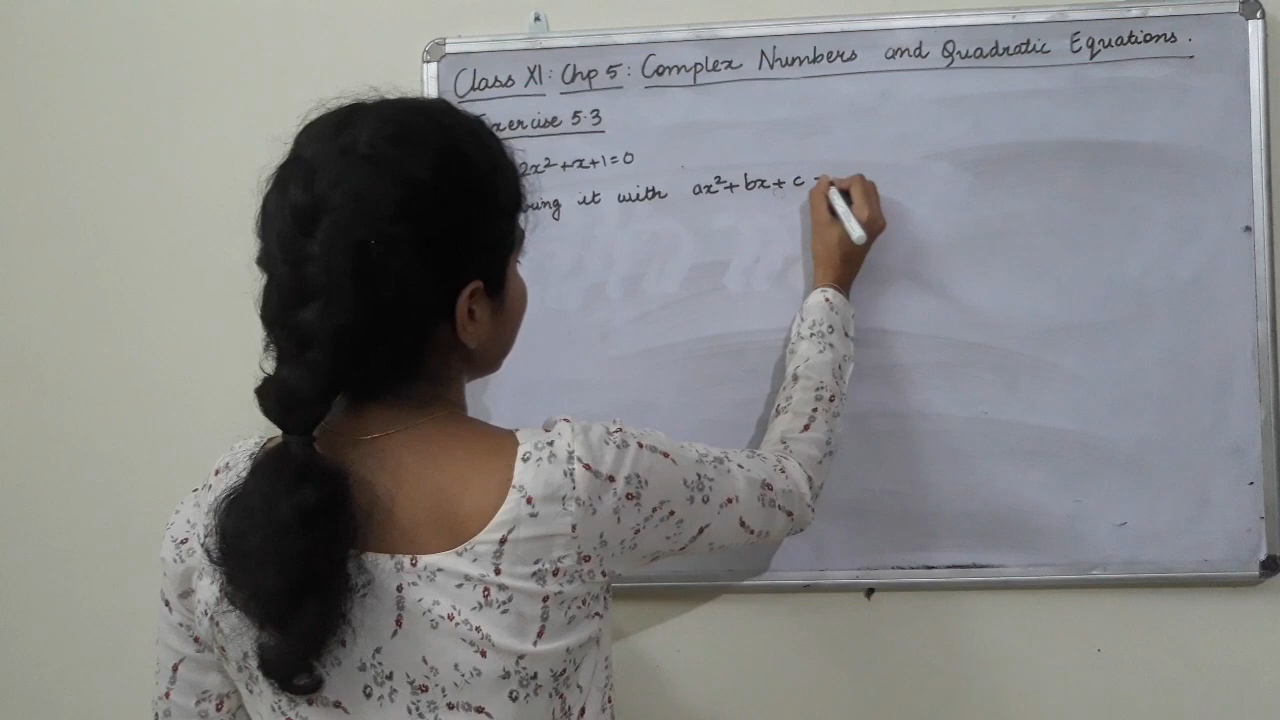 Class XI: Chp 5: Complex Numbers and Quadratic Equations.
Exercise 5.3
2x²+x+1=0
it with ax²+bx+c =